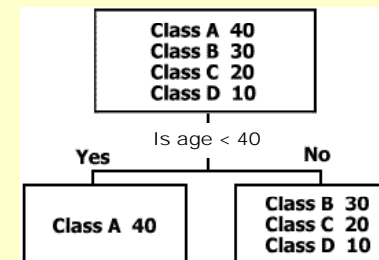 Class A 40
Class B 30
Class C 20
Class D 10
Is age < 40
Yes
No
Class A 40
Class B 30
Class C 20
Class D 10